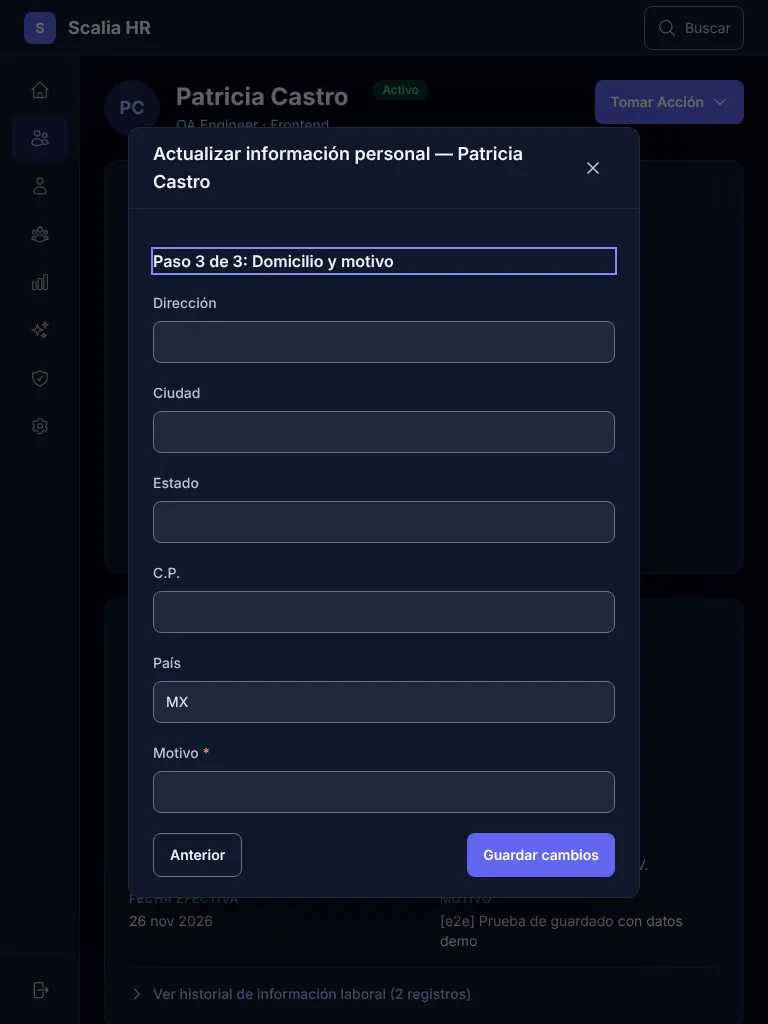 S Scalia HR
Buscar
PC
Patricia Castro
Activo
QA Engineer · Frontend
Tomar Acción
Actualizar información personal — Patricia
Castro
Paso 3 de 3: Domicilio y motivo
Dirección
Ciudad
Estado
C.P.
País
MX
Motivo *
Anterior
Guardar cambios
V.
FECHA EFECTIVA
MOTIVO
26 nov 2026
[e2e] Prueba de guardado con datos
demo
Ver historial de información laboral (2 registros)